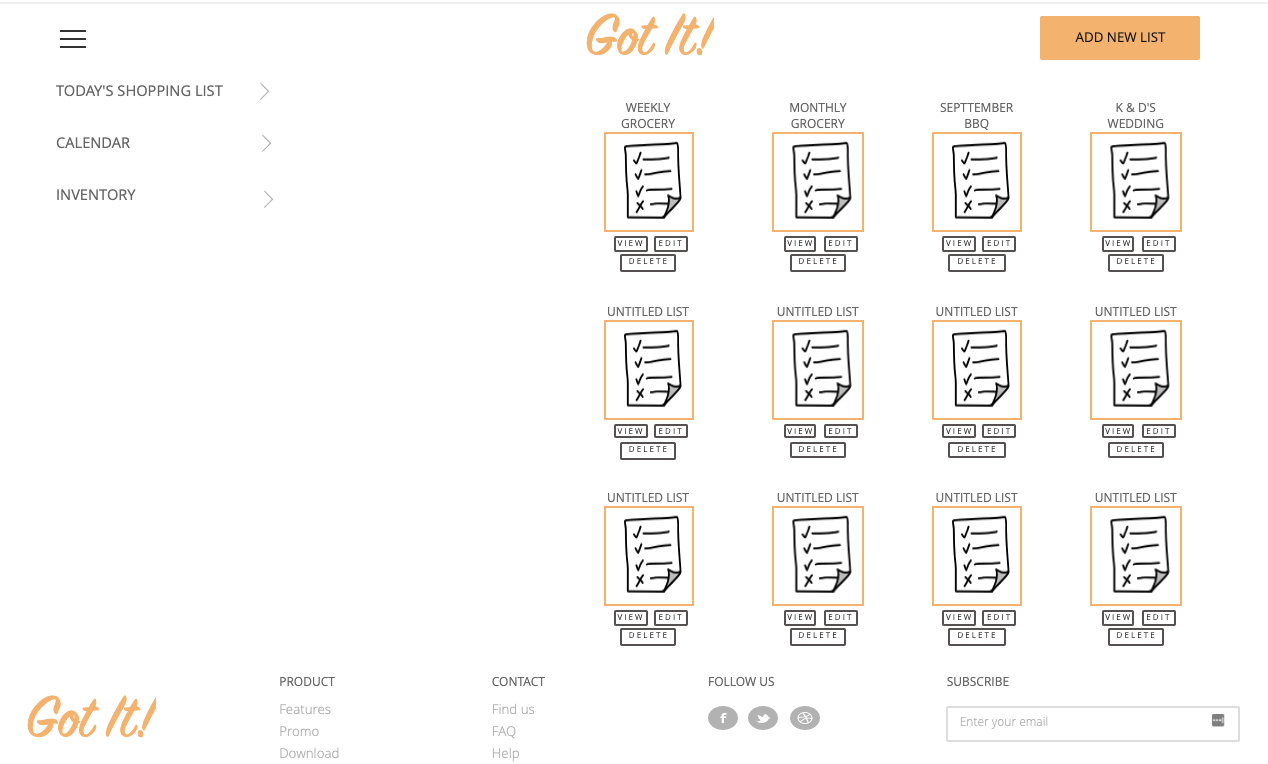 Got It!
ADD NEW LIST
TODAY'S SHOPPING LIST
CALENDAR
INVENTORY
WEEKLY
GROCERY
MONTHLY
GROCERY
SEPTTEMBER
BBQ
K & D'S
WEDDING
VIEW EDIT
DELETE
VIEW EDIT
DELETE
VIEW EDIT
DELETE
VIEW EDIT
DELETE
UNTITLED LIST
UNTITLED LIST
UNTITLED LIST
UNTITLED LIST
VIEW EDIT
DELETE
VIEW EDIT
DELETE
VIEW EDIT
DELETE
VIEW EDIT
DELETE
UNTITLED LIST
UNTITLED LIST
UNTITLED LIST
UNTITLED LIST
VIEW EDIT
DELETE
VIEW EDIT
DELETE
VIEW EDIT
DELETE
VIEW EDIT
DELETE
Got It!
PRODUCT
Features
Promo
Download
CONTACT
Find us
FAQ
Help
FOLLOW US
f
SUBSCRIBE
Enter your email